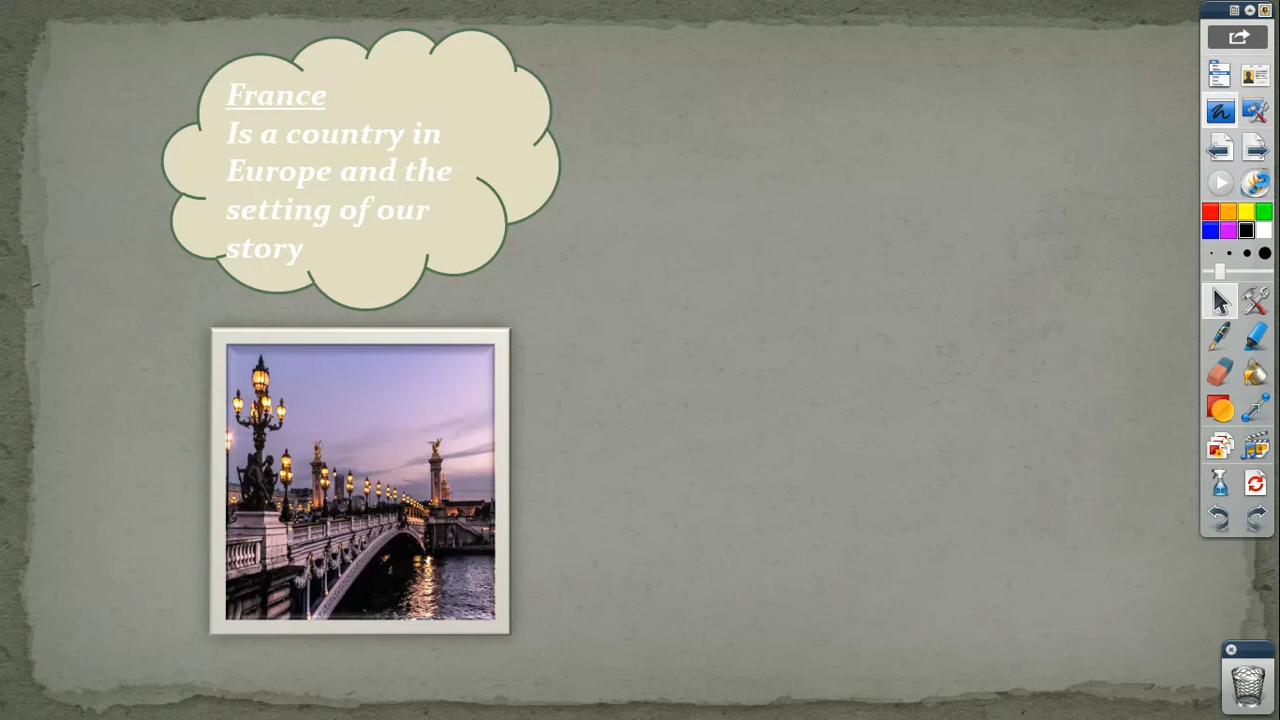 France
Is a country in
Europe and the
setting of our
story